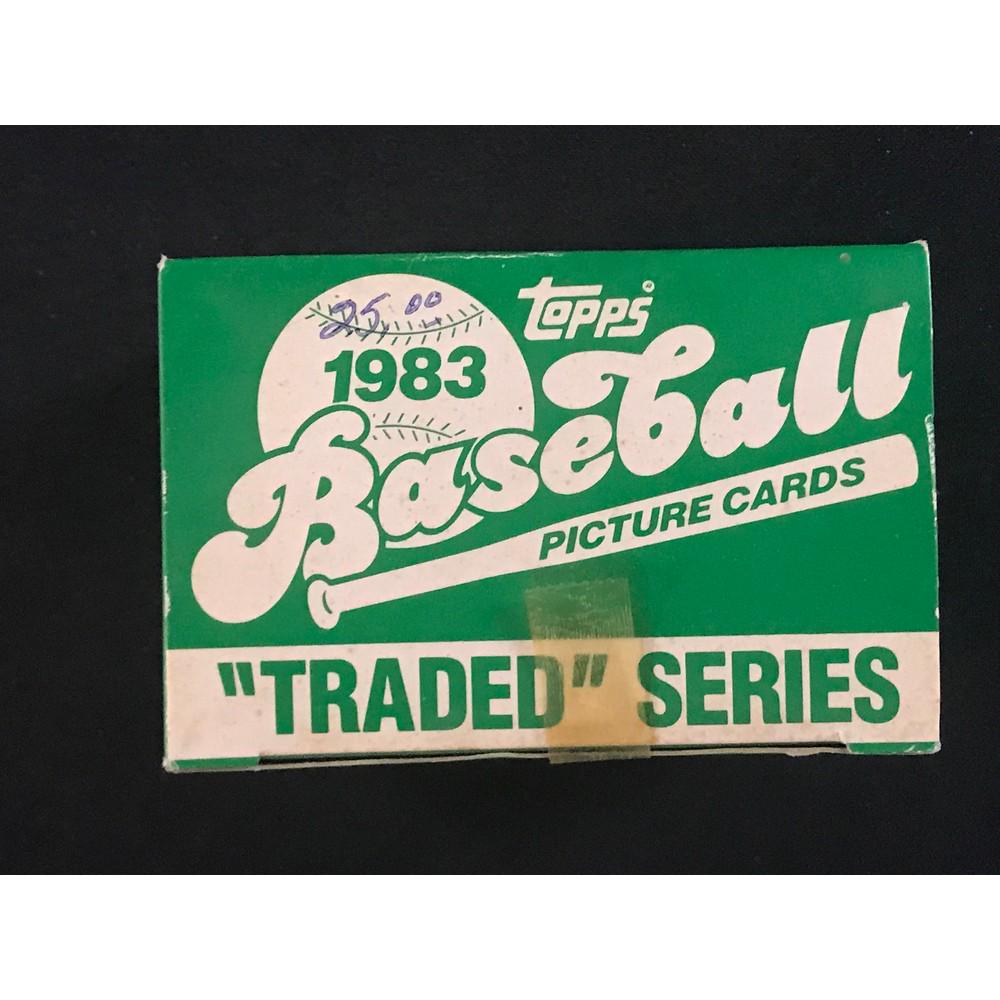 25.00
TOPPS®
1983
Baseball
PICTURE CARDS
"TRADED" SERIES